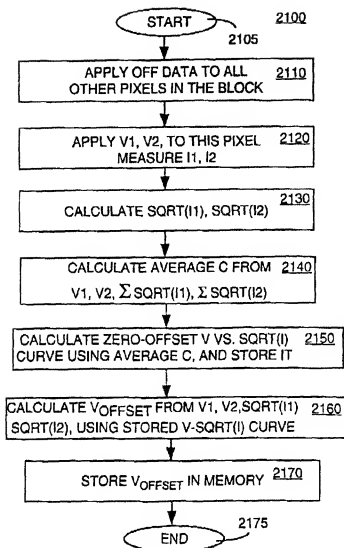 START 2100
2105
APPLY OFF DATA TO ALL 2110
OTHER PIXELS IN THE BLOCK
APPLY V1, V2, TO THIS PIXEL 2120
MEASURE I1, I2
2130
CALCULATE SQRT(I1), SQRT(I2)
CALCULATE AVERAGE C FROM 2140
V1, V2, Σ SQRT(I1), Σ SQRT(I2)
CALCULATE ZERO-OFFSET V VS. SQRT(I) 2150
CURVE USING AVERAGE C, AND STORE IT
CALCULATE VOFFSET FROM V1, V2,SQRT(I1) 2160
SQRT(I2), USING STORED V-SQRT(I) CURVE
2170
STORE VOFFSET IN MEMORY
END 2175